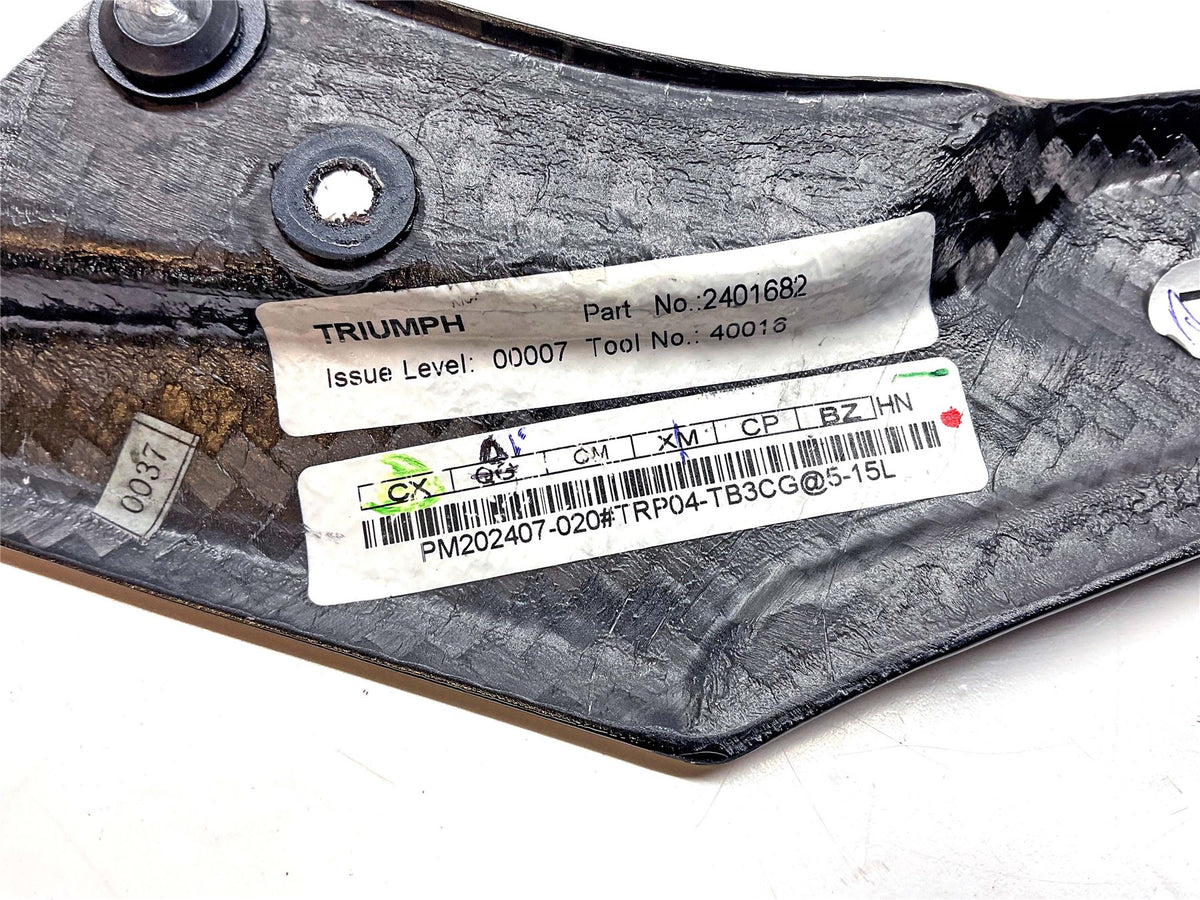 TRIUMPH Part No.:2401682
Issue Level: 00007 Tool No.: 40016
0037
CX CM XM CP BZ HN
PM202407-020#TRP04-TB3CG@5-15L